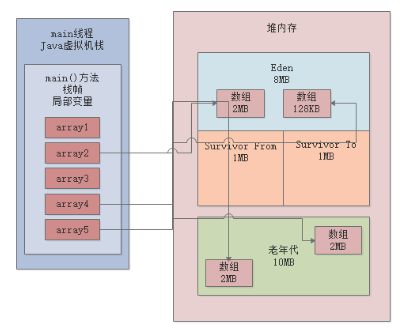 main线程
Java虚拟机栈
main()方法
栈帧
局部变量
array1
array2
array3
array4
array5
堆内存
Eden
8MB
数组
2MB
数组
128KB
Survivor From
1MB
Survivor To
1MB
老年代
10MB
数组
2MB
数组
2MB